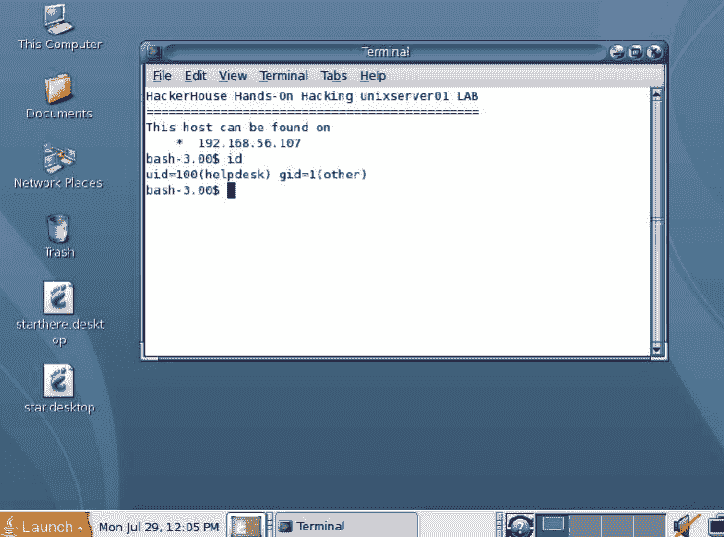 This Computer
Documents
Network Places
Trash
starthere.deskt
op
star.desktop
Terminal
File Edit View Terminal Tabs Help
HackerHouse Hands-On Hacking unixserver01 LAB
=============================================
This host can be found on
* 192.168.56.107
bash-3.00$ id
uid=100(helpdesk) gid=1(other)
bash-3.00$
Launch
Mon Jul 29, 12:05 PM
Terminal